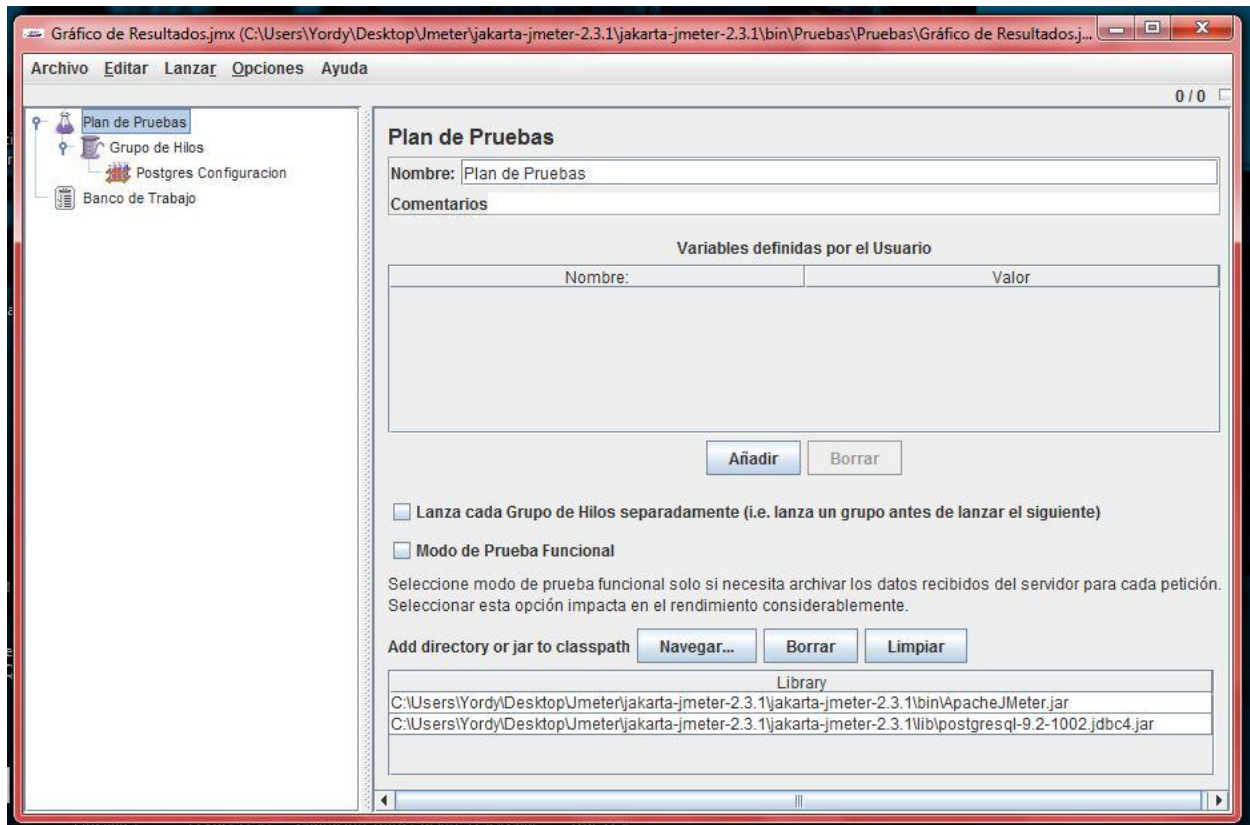 Gráfico de Resultados.jmx (C:\Users\Yordy\Desktop\Jmeter\jakarta-jmeter-2.3.1\jakarta-jmeter-2.3.1\bin\Pruebas\Pruebas\Gráfico de Resultados.j...
Archivo Editar Lanzar Opciones Ayuda
0 / 0
Plan de Pruebas
Grupo de Hilos
Postgres Configuracion
Banco de Trabajo
Plan de Pruebas
Nombre: Plan de Pruebas
Comentarios
Variables definidas por el Usuario
Nombre: Valor
Añadir Borrar
Lanza cada Grupo de Hilos separadamente (i.e. lanza un grupo antes de lanzar el siguiente)
Modo de Prueba Funcional
Seleccione modo de prueba funcional solo si necesita archivar los datos recibidos del servidor para cada petición.
Seleccionar esta opción impacta en el rendimiento considerablemente.
Add directory or jar to classpath Navegar... Borrar Limpiar
Library
C:\Users\Yordy\Desktop\Jmeter\jakarta-jmeter-2.3.1\jakarta-jmeter-2.3.1\bin\ApacheJMeter.jar
C:\Users\Yordy\Desktop\Jmeter\jakarta-jmeter-2.3.1\jakarta-jmeter-2.3.1\lib\postgresql-9.2-1002.jdbc4.jar